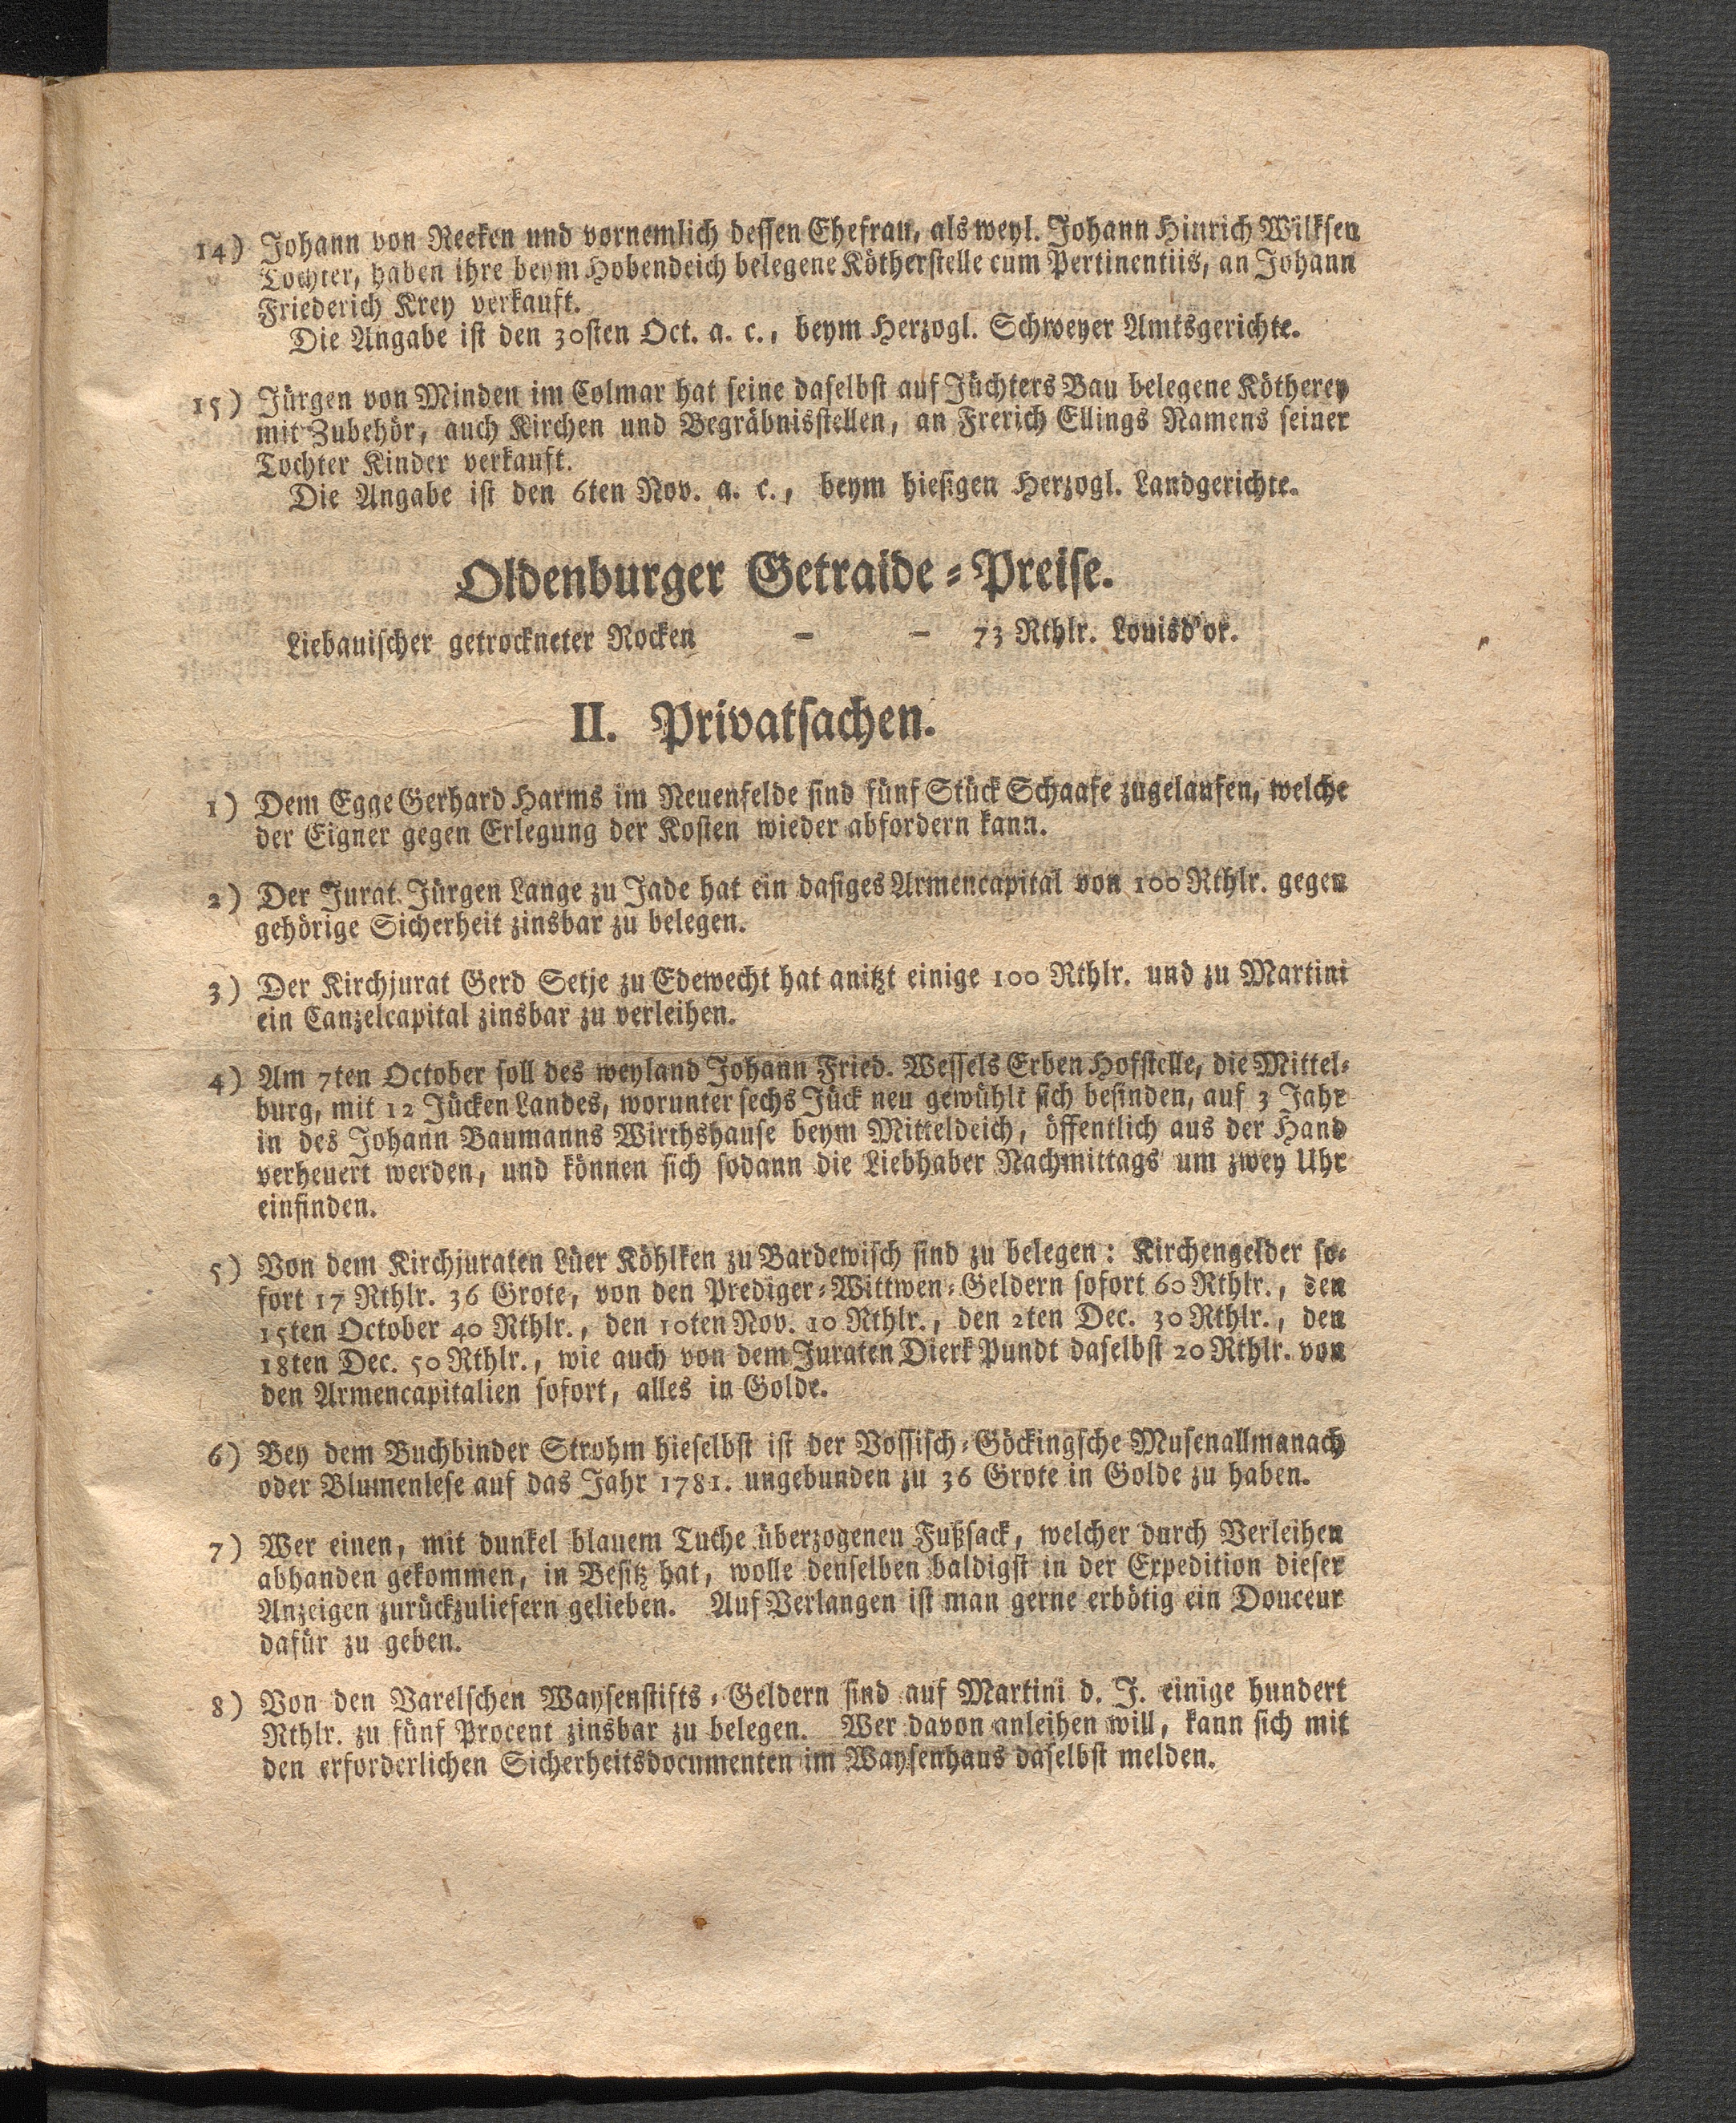 14) Johann von Reeken und vornemlich dessen Ehefrau, als weyl. Johann Hinrich Wilksen
Tochter, haben ihre beym Hobendeich belegene Kötherstelle cum Pertinentiis, an Johann
Friederich Krey verkauft.
Die Angabe ist den 30sten Oct. a. c., beym Herzogl. Schweyer Amtsgerichte.
15) Jürgen von Minden im Colmar hat seine daselbst auf Jüchters Bau belegene Kötherey
mit Zubehör, auch Kirchen und Begräbnisstellen, an Frerich Ellings Namens seiner
Tochter Kinder verkauft.
Die Angabe ist den 6ten Nov. a. c., beym hiesigen Herzogl. Landgerichte.
Oldenburger Getraide-Preise.
Liebauischer getrockneter Rocken – – 73 Rthlr. Louisd'or.
II. Privatsachen.
1) Dem Egge Gerhard Harms im Neuenfelde sind fünf Stück Schaafe zugelaufen, welche
der Eigner gegen Erlegung der Kosten wieder abfordern kann.
2) Der Jurat Jürgen Lange zu Jade hat ein dasiges Armencapital von 100 Rthlr. gegen
gehörige Sicherheit zinsbar zu belegen.
3) Der Kirchjurat Gerd Setje zu Edewecht hat anitzt einige 100 Rthlr. und zu Martini
ein Canzelcapital zinsbar zu verleihen.
4) Am 7ten October soll des weyland Johann Fried. Wessels Erben Hofstelle, die Mittel-
burg, mit 12 Jücken Landes, worunter sechs Jück neu gewühlt sich befinden, auf 3 Jahr
in des Johann Baumanns Wirthshause beym Mitteldeich, öffentlich aus der Hand
verheuert werden, und können sich sodann die Liebhaber Nachmittags um zwey Uhr
einfinden.
5) Von dem Kirchjuraten Lüer Köhlken zu Bardewisch sind zu belegen: Kirchengelder so-
fort 17 Rthlr. 36 Grote, von den Prediger-Wittwen-Geldern sofort 60 Rthlr., den
15ten October 40 Rthlr., den 10ten Nov. 10 Rthlr., den 2ten Dec. 30 Rthlr., den
18ten Dec. 50 Rthlr., wie auch von dem Juraten Dierk Pundt daselbst 20 Rthlr. von
den Armencapitalien sofort, alles in Golde.
6) Bey dem Buchbinder Strohm hieselbst ist der Vossisch-Göckingsche Musenallmanach
oder Blumenlese auf das Jahr 1781. ungebunden zu 36 Grote in Golde zu haben.
7) Wer einen, mit dunkel blauem Tuche überzogenen Fußsack, welcher durch Verleihen
abhanden gekommen, in Besitz hat, wolle denselben baldigst in der Expedition dieser
Anzeigen zurückzuliefern gelieben. Auf Verlangen ist man gerne erbötig ein Douceur
dafür zu geben.
8) Von den Varelschen Waysenstifts-Geldern sind auf Martini d. J. einige hundert
Rthlr. zu fünf Procent zinsbar zu belegen. Wer davon anleihen will, kann sich mit
den erforderlichen Sicherheitsdocumenten im Waysenhaus daselbst melden.